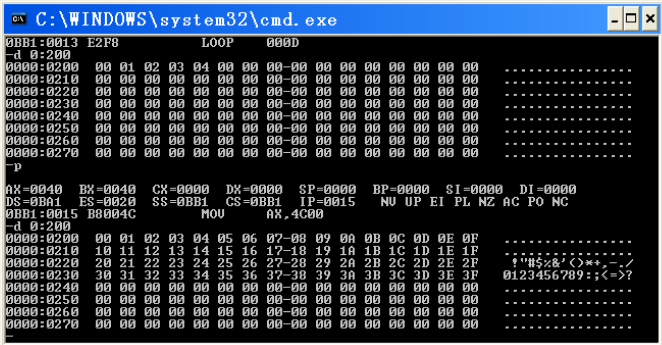 C:\WINDOWS\system32\cmd.exe
0BB1:0013 E2F8 LOOP 000D
-d 0:200
0000:0200 00 01 02 03 04 00 00 00-00 00 00 00 00 00 00 00 ................
0000:0210 00 00 00 00 00 00 00 00-00 00 00 00 00 00 00 00 ................
0000:0220 00 00 00 00 00 00 00 00-00 00 00 00 00 00 00 00 ................
0000:0230 00 00 00 00 00 00 00 00-00 00 00 00 00 00 00 00 ................
0000:0240 00 00 00 00 00 00 00 00-00 00 00 00 00 00 00 00 ................
0000:0250 00 00 00 00 00 00 00 00-00 00 00 00 00 00 00 00 ................
0000:0260 00 00 00 00 00 00 00 00-00 00 00 00 00 00 00 00 ................
0000:0270 00 00 00 00 00 00 00 00-00 00 00 00 00 00 00 00 ................
-p
AX=0040 BX=0040 CX=0000 DX=0000 SP=0000 BP=0000 SI=0000 DI=0000
DS=0BA1 ES=0020 SS=0BB1 CS=0BB1 IP=0015 NV UP EI PL NZ AC PO NC
0BB1:0015 B8004C MOV AX,4C00
-d 0:200
0000:0200 00 01 02 03 04 05 06 07-08 09 0A 0B 0C 0D 0E 0F ................
0000:0210 10 11 12 13 14 15 16 17-18 19 1A 1B 1C 1D 1E 1F ................
0000:0220 20 21 22 23 24 25 26 27-28 29 2A 2B 2C 2D 2E 2F !"#$%&'()*+,-./
0000:0230 30 31 32 33 34 35 36 37-38 39 3A 3B 3C 3D 3E 3F 0123456789:;<=>?
0000:0240 00 00 00 00 00 00 00 00-00 00 00 00 00 00 00 00 ................
0000:0250 00 00 00 00 00 00 00 00-00 00 00 00 00 00 00 00 ................
0000:0260 00 00 00 00 00 00 00 00-00 00 00 00 00 00 00 00 ................
0000:0270 00 00 00 00 00 00 00 00-00 00 00 00 00 00 00 00 ................
-